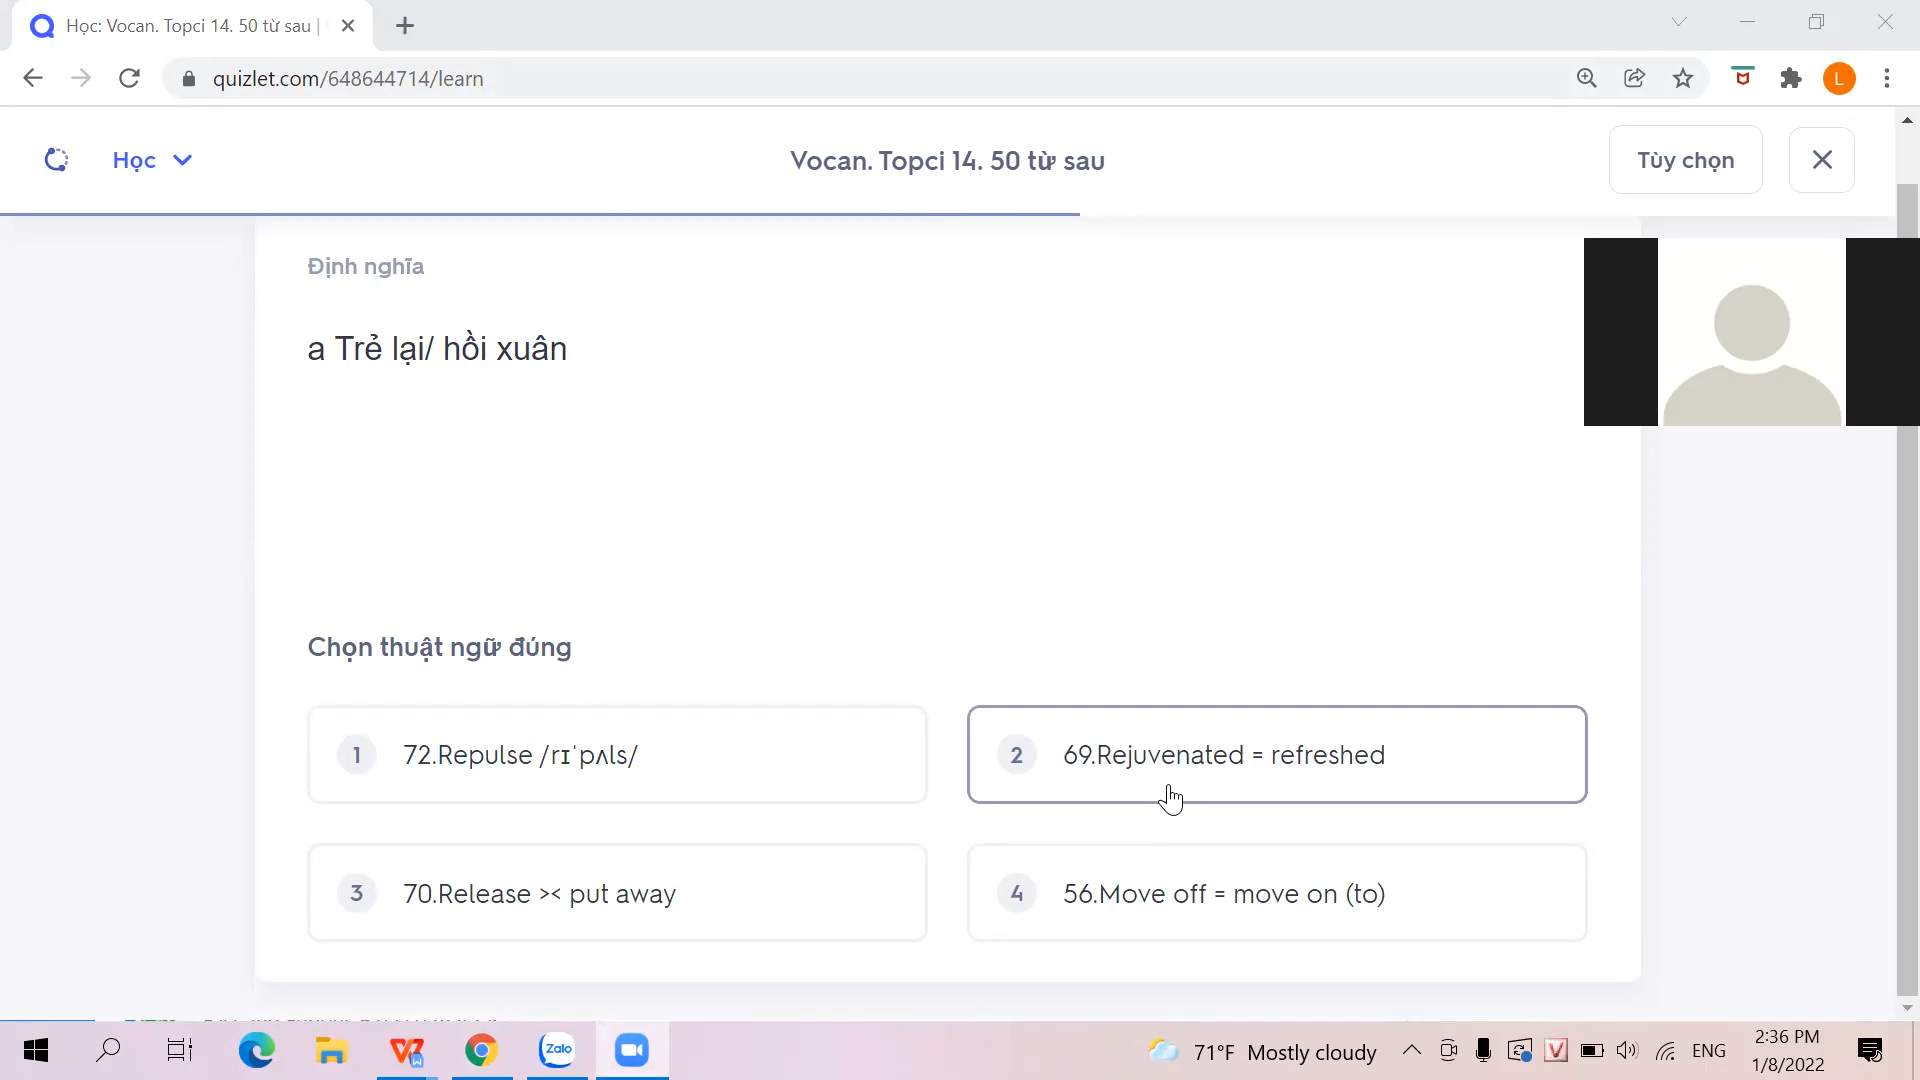 Học: Vocan. Topci 14. 50 từ sau |
quizlet.com/648644714/learn
L
Học
Vocan. Topci 14. 50 từ sau
Tùy chọn
Định nghĩa
a Trẻ lại/ hồi xuân
Chọn thuật ngữ đúng
1 72.Repulse /rɪˈpʌls/
2 69.Rejuvenated = refreshed
3 70.Release >< put away
4 56.Move off = move on (to)
Zalo
71°F Mostly cloudy
ENG
2:36 PM
1/8/2022